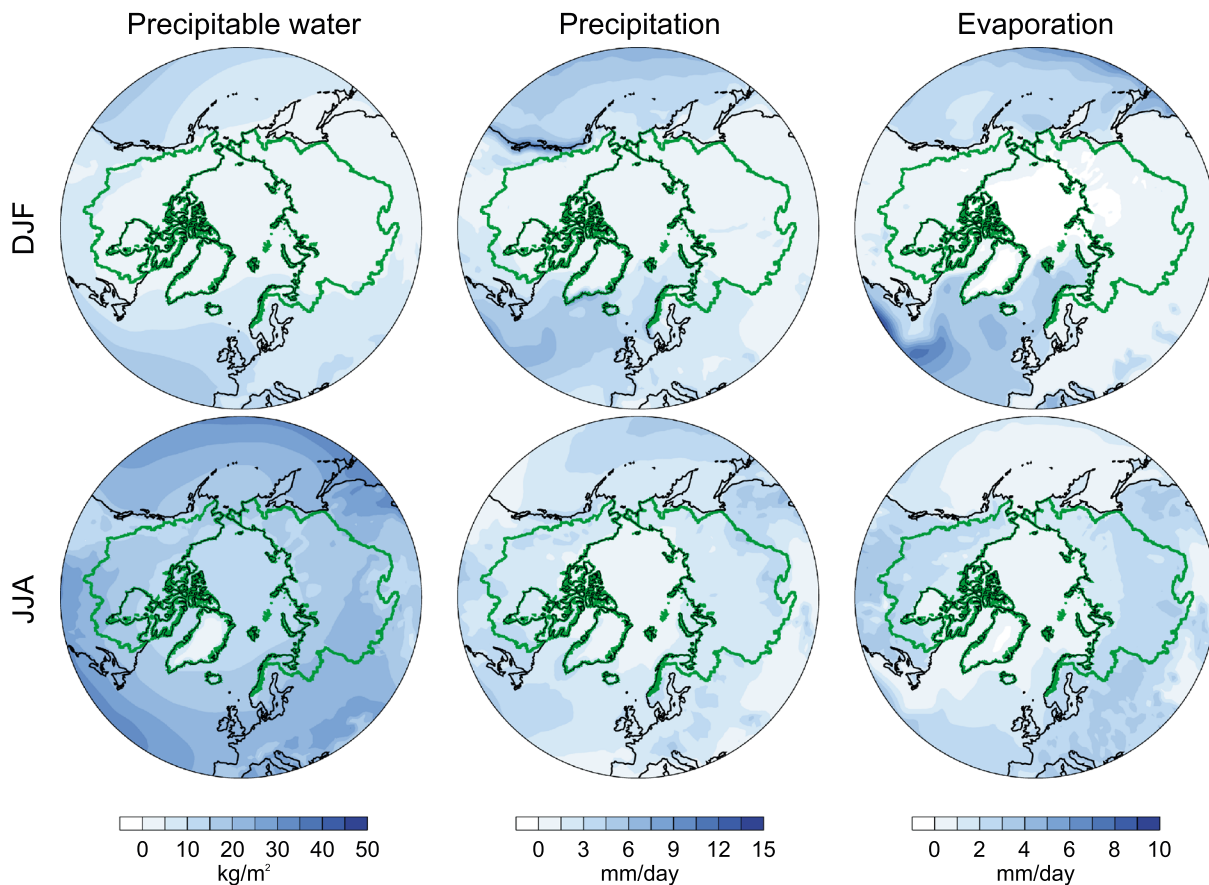 Precipitable water Precipitation Evaporation
DJF
JJA
0 10 20 30 40 50 0 3 6 9 12 15 0 2 4 6 8 10
kg/m² mm/day mm/day